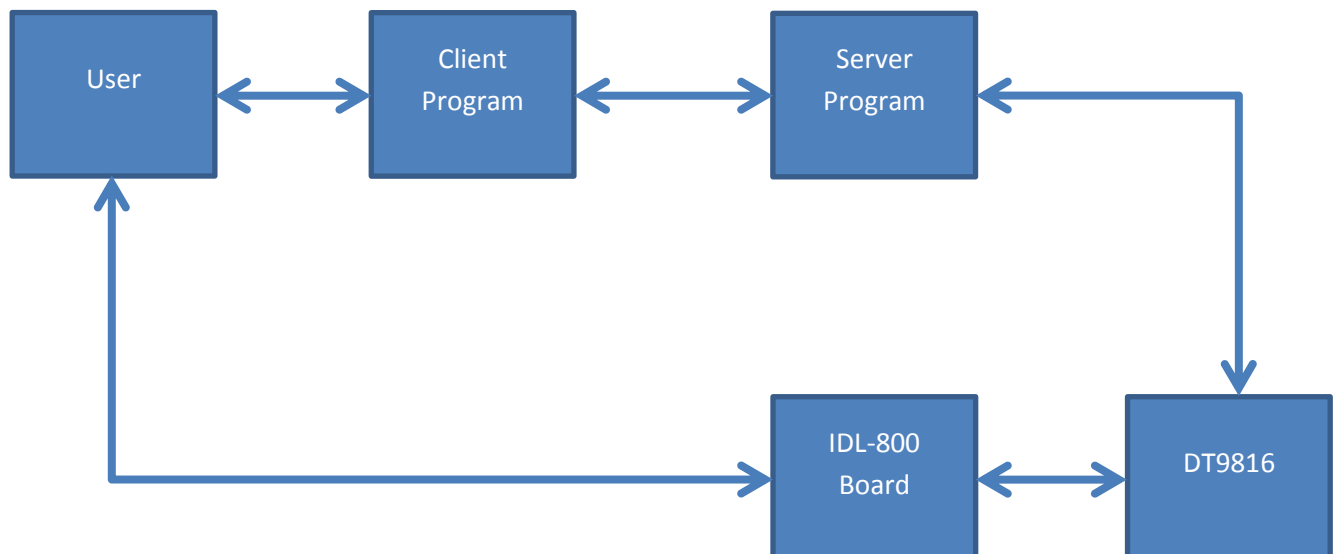 User
Client
Program
Server
Program
IDL-800
Board
DT9816